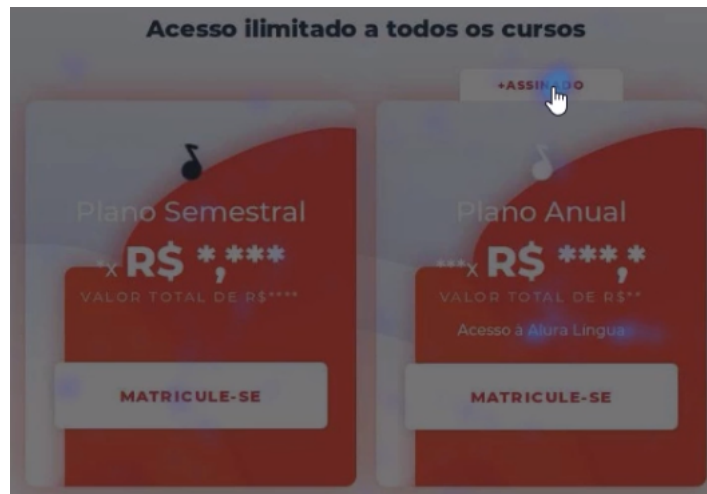 Acesso ilimitado a todos os cursos
+ASSINADO
Plano Semestral
*x R$ *,***
VALOR TOTAL DE R$****
MATRICULE-SE
Plano Anual
***x R$ ***,*
VALOR TOTAL DE R$**
Acesso à Alura Língua
MATRICULE-SE